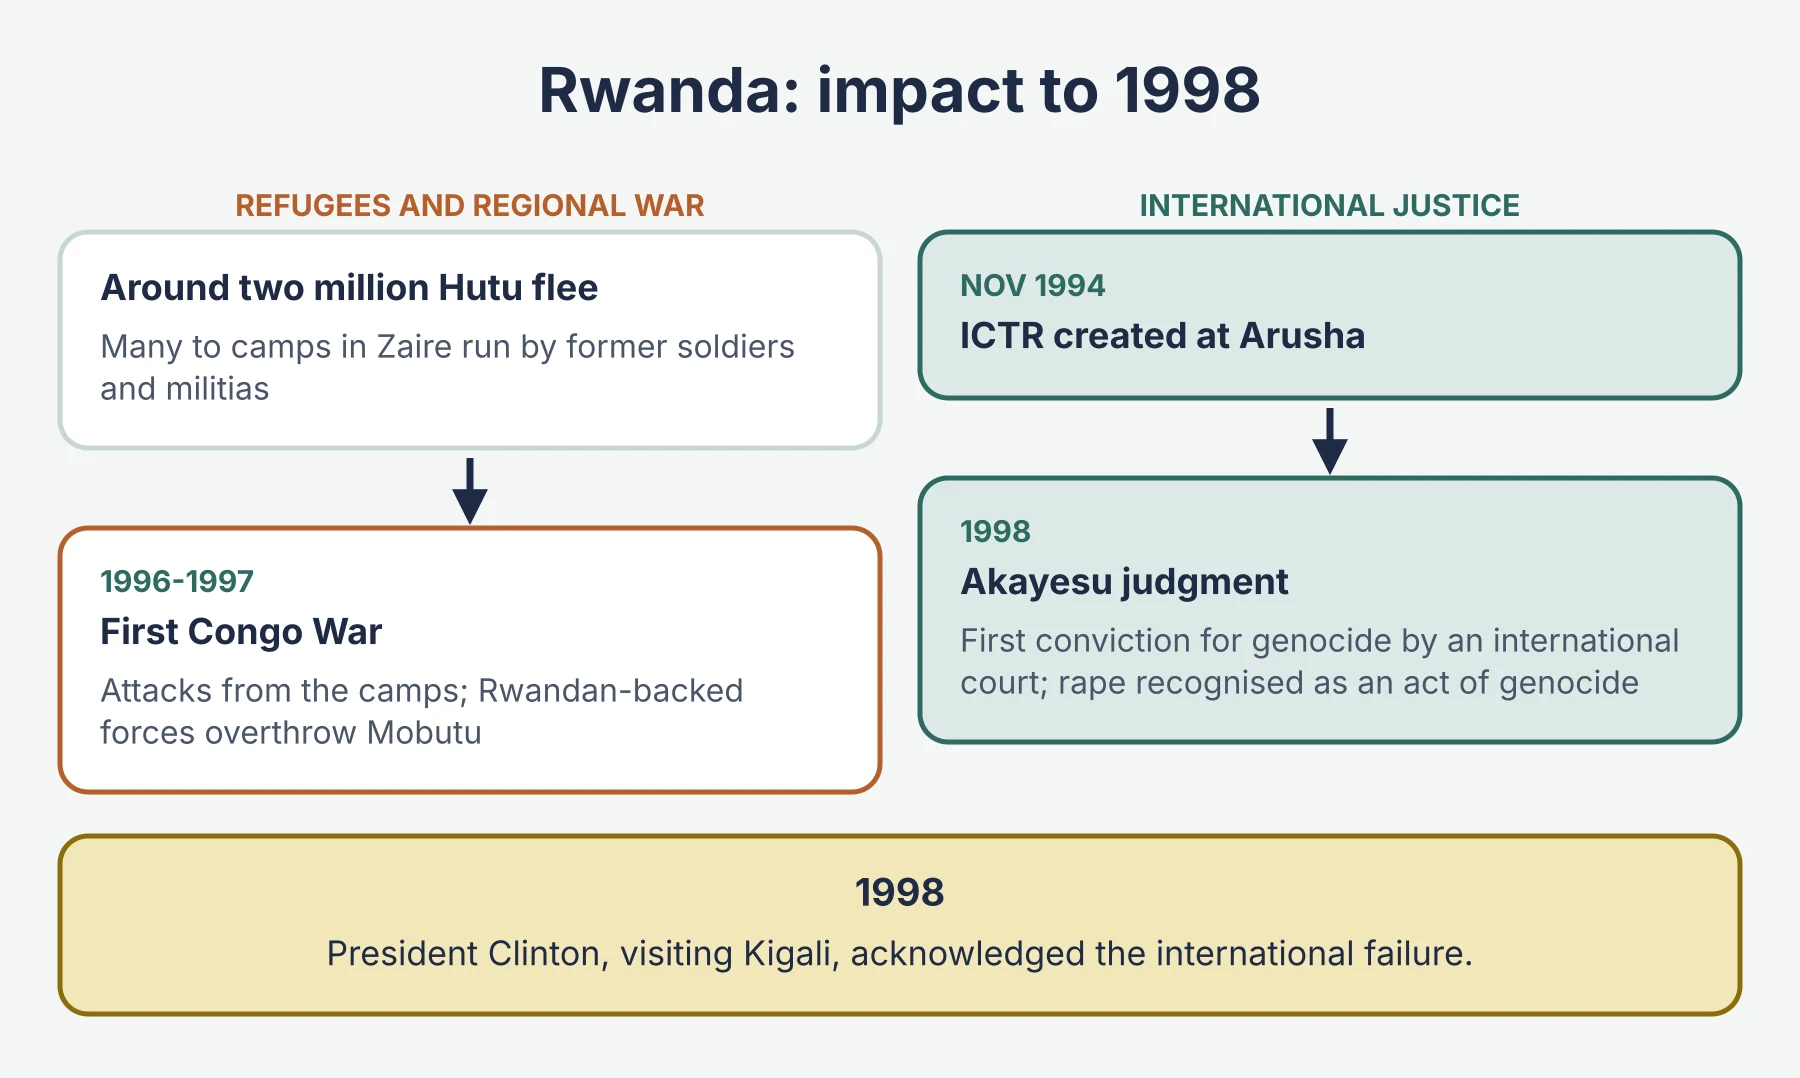 Rwanda: impact to 1998
REFUGEES AND REGIONAL WAR
Around two million Hutu flee
Many to camps in Zaire run by former soldiers
and militias
1996-1997
First Congo War
Attacks from the camps; Rwandan-backed
forces overthrow Mobutu
INTERNATIONAL JUSTICE
NOV 1994
ICTR created at Arusha
1998
Akayesu judgment
First conviction for genocide by an international
court; rape recognised as an act of genocide
1998
President Clinton, visiting Kigali, acknowledged the international failure.